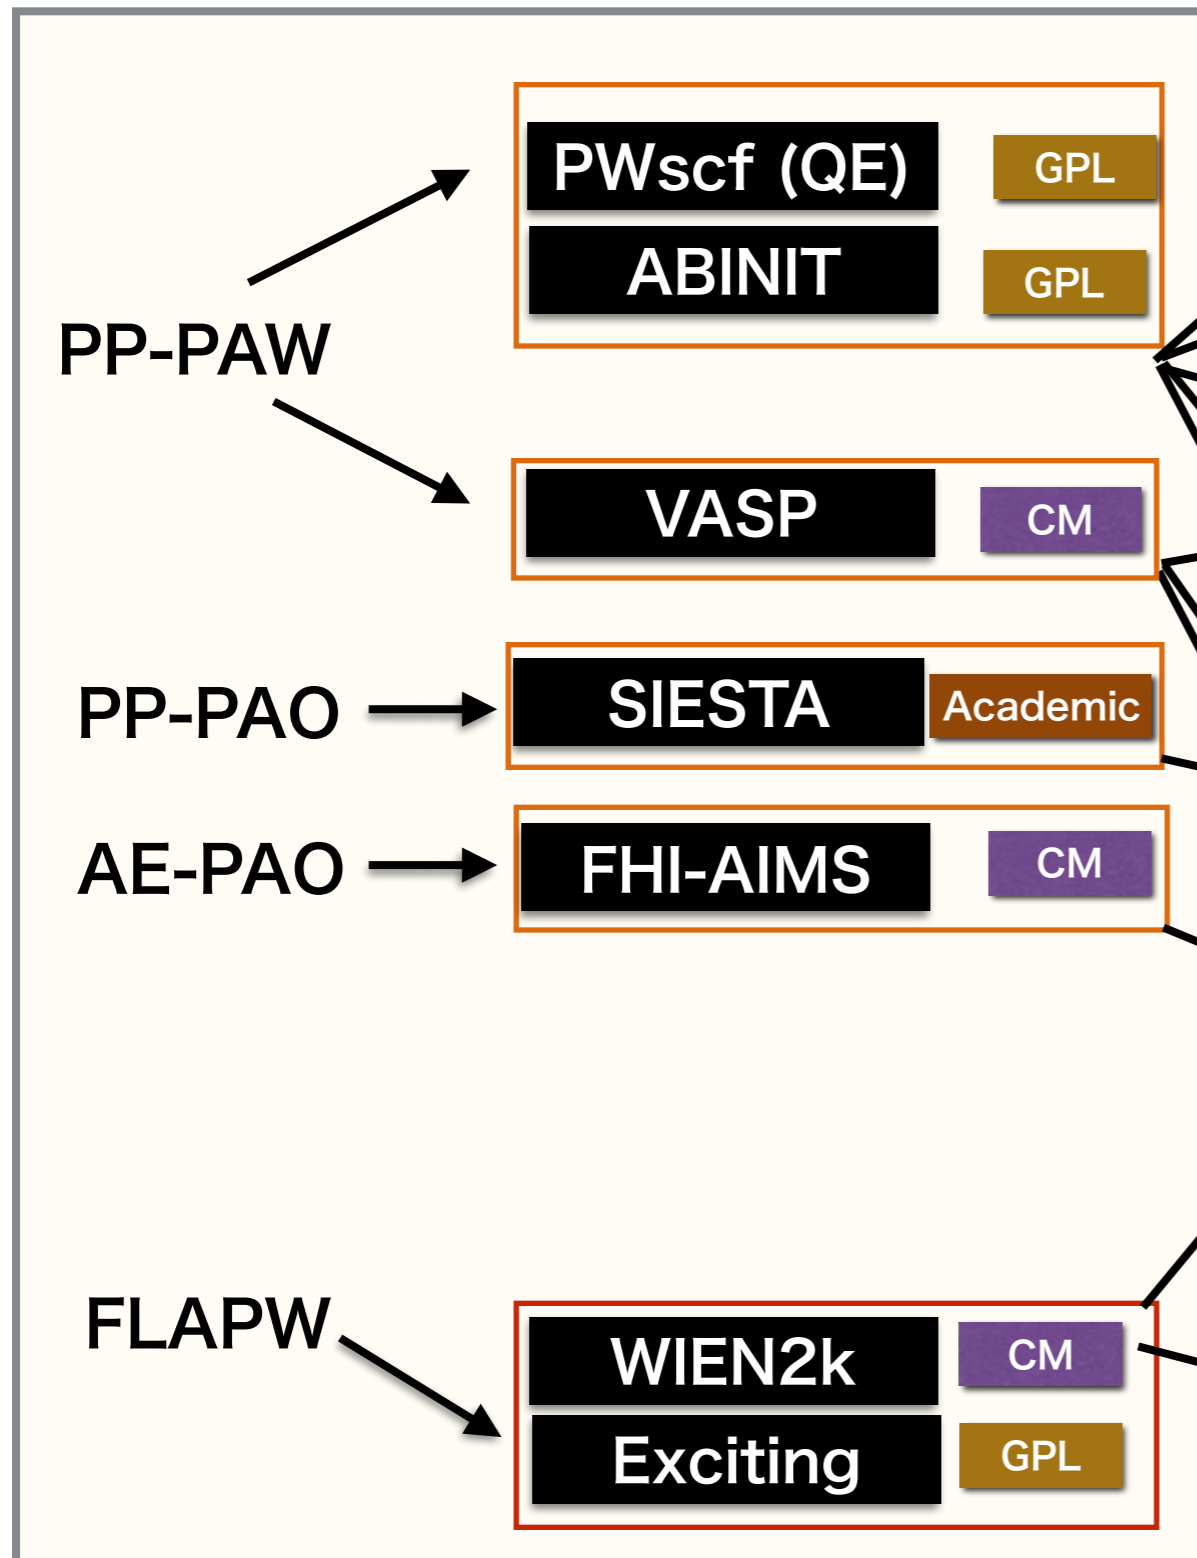 PWscf (QE) GPL
ABINIT GPL
PP-PAW
VASP CM
PP-PAO SIESTA Academic
AE-PAO FHI-AIMS CM
FLAPW
WIEN2k CM
Exciting GPL